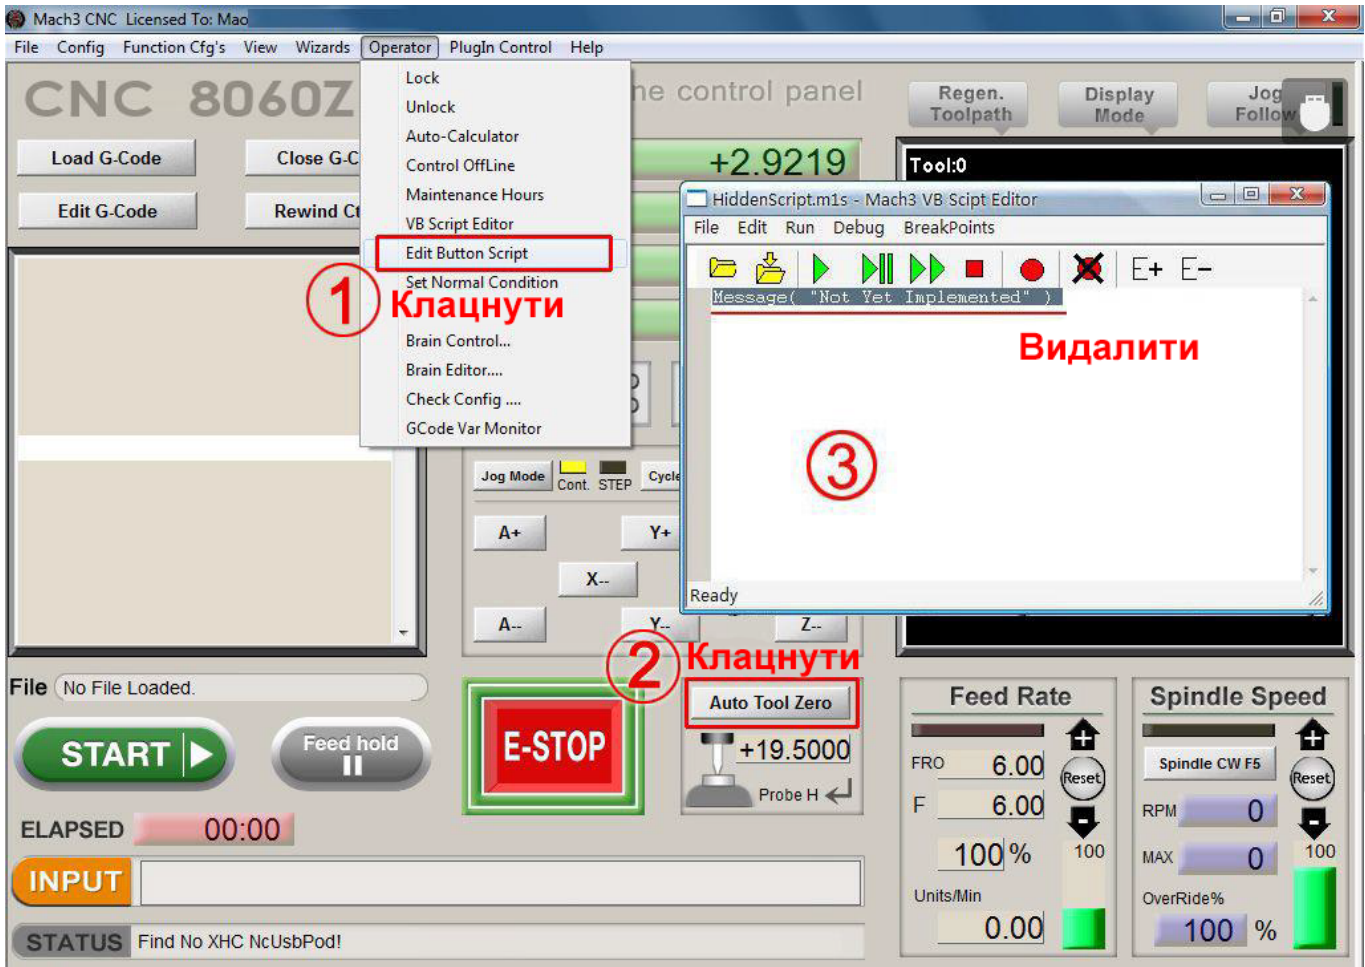 Mach3 CNC Licensed To: Mao
File Config Function Cfg's View Wizards Operator PlugIn Control Help
CNC 8060Z
ne control panel
Regen. Toolpath
Display Mode
Jog Follow
Load G-Code
Close G-C
Edit G-Code
Rewind Ct
Lock
Unlock
Auto-Calculator
Control OffLine
Maintenance Hours
VB Script Editor
Edit Button Script
Set Normal Condition
Brain Control...
Brain Editor....
Check Config ....
GCode Var Monitor
1 Клацнути
+2.9219
Tool:0
HiddenScript.m1s - Mach3 VB Scipt Editor
File Edit Run Debug BreakPoints
E+ E-
Message( "Not Yet Implemented" )
Видалити
3
Ready
Jog Mode Cont. STEP Cycle
A+ Y+
X--
A-- Y-- Z--
2 Клацнути
File No File Loaded.
START
Feed hold
E-STOP
Auto Tool Zero
+19.5000
Probe H
ELAPSED 00:00
INPUT
STATUS Find No XHC NcUsbPod!
Feed Rate
FRO 6.00
Reset
F 6.00
100 % 100
Units/Min
0.00
Spindle Speed
Spindle CW F5
Reset
RPM 0
MAX 0 100
OverRide%
100 %